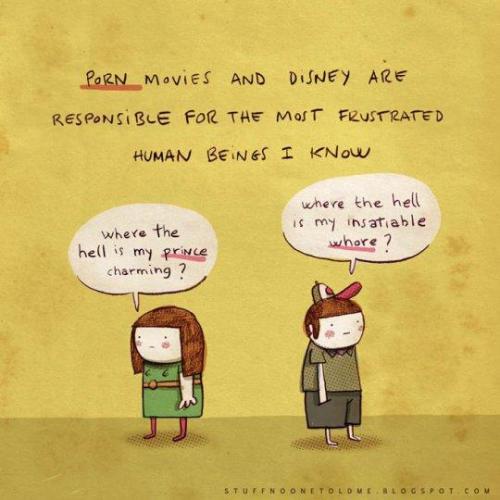 PORN MOVIES AND DISNEY ARE
RESPONSIBLE FOR THE MOST FRUSTRATED
HUMAN BEINGS I KNOW
where the
hell is my prince
charming ?
where the hell
is my insatiable
whore ?
STUFFNOONETOLDME.BLOGSPOT.COM